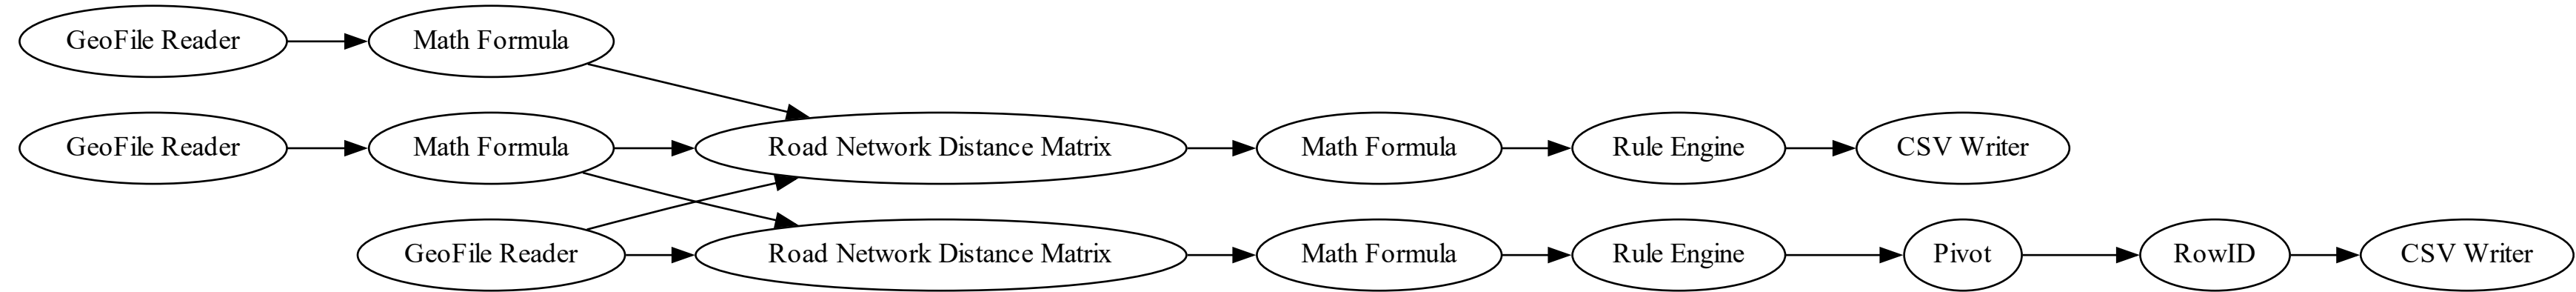 GeoFile Reader
Math Formula
GeoFile Reader
Math Formula
Road Network Distance Matrix
Math Formula
Rule Engine
CSV Writer
GeoFile Reader
Road Network Distance Matrix
Math Formula
Rule Engine
Pivot
RowID
CSV Writer